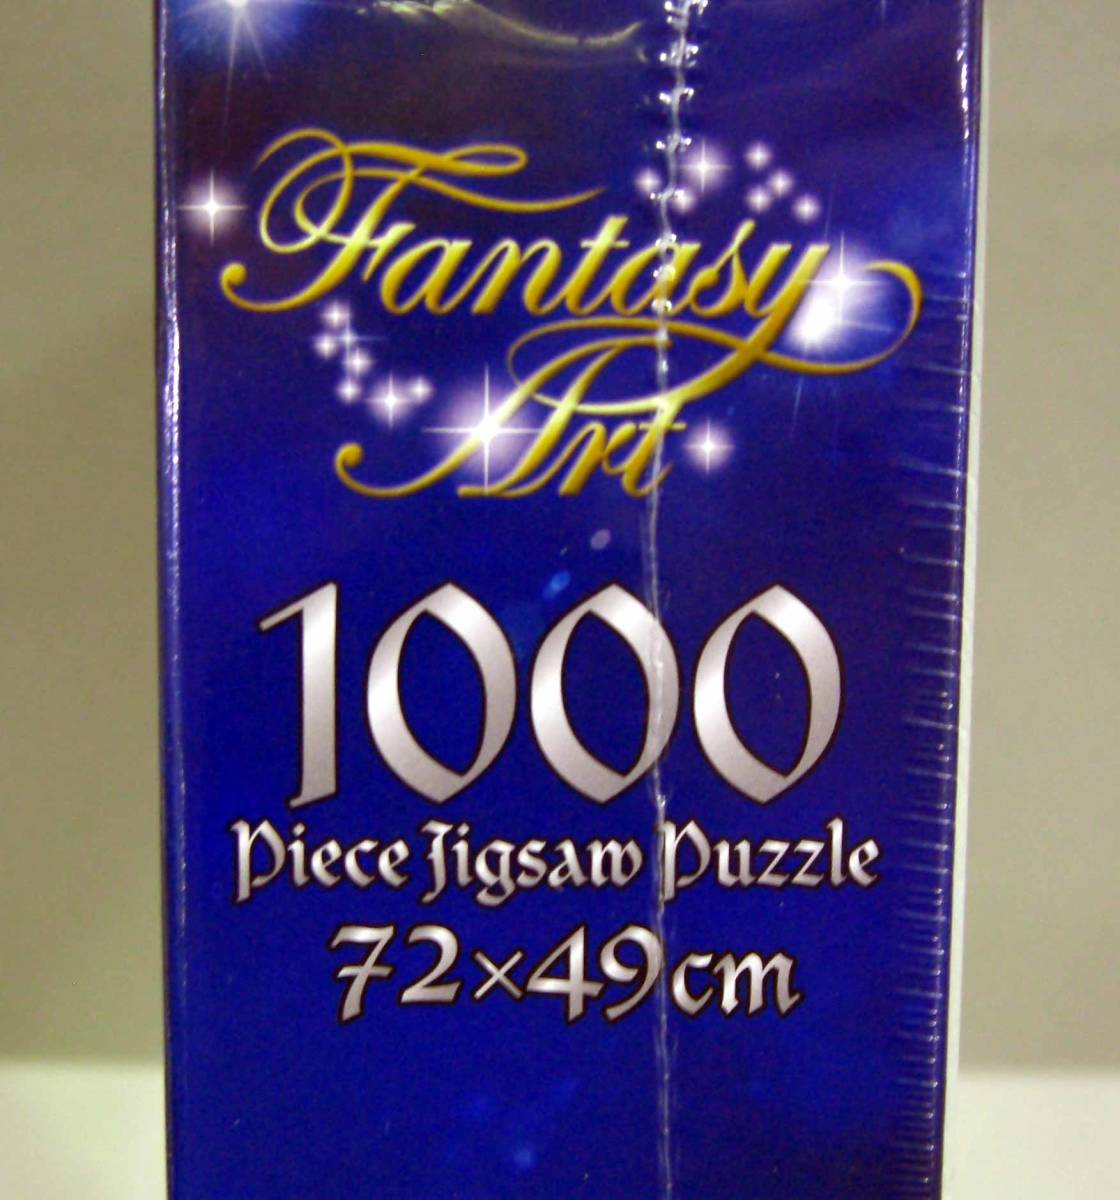 Fantasy
Art
1000
Piece Jigsaw Puzzle
72×49cm